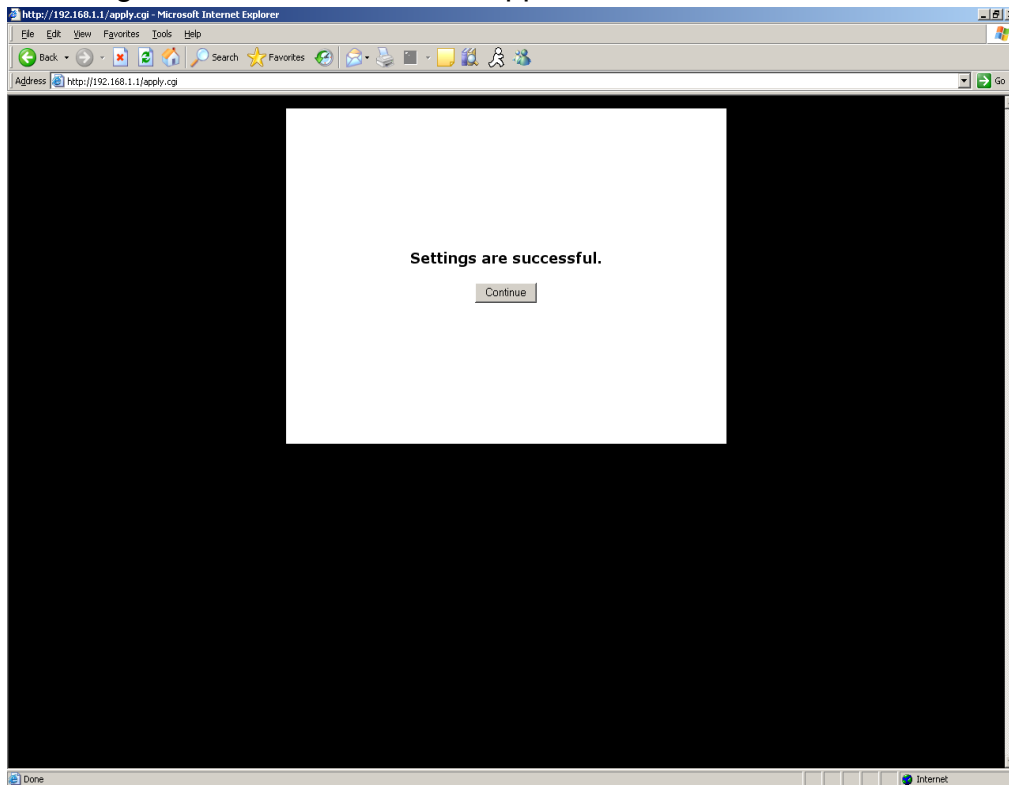 http://192.168.1.1/apply.cgi - Microsoft Internet Explorer
File Edit View Favorites Tools Help
Back Search Favorites
Address http://192.168.1.1/apply.cgi Go
Settings are successful.
Continue
Done Internet